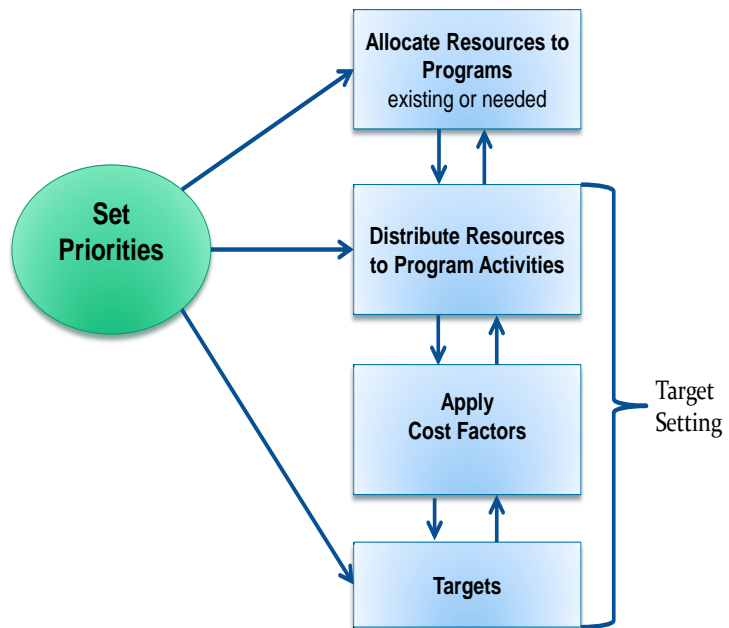 Allocate Resources to
Programs
existing or needed
Set
Priorities
Distribute Resources
to Program Activities
Apply
Cost Factors
Target
Setting
Targets